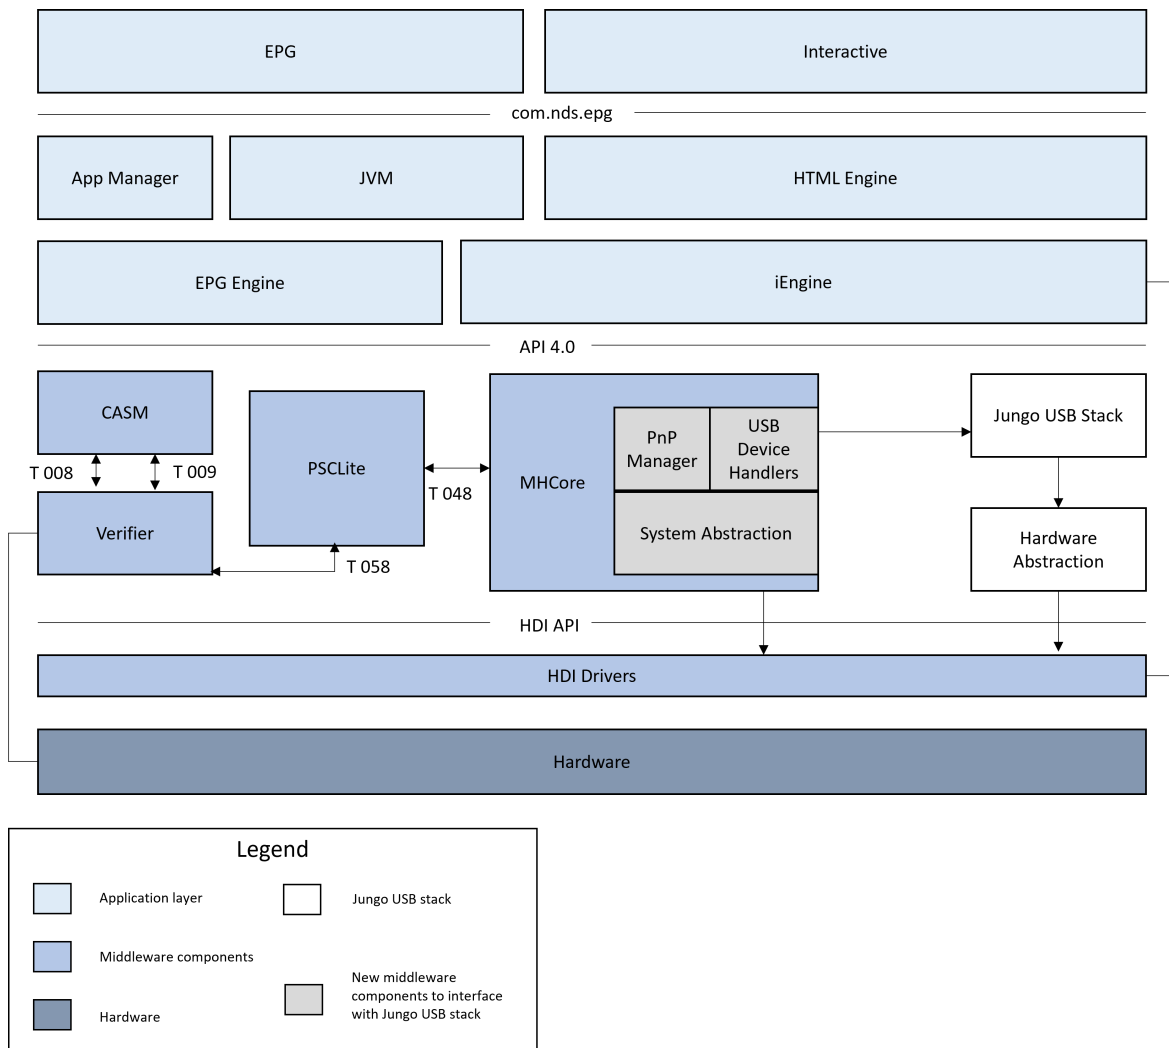 EPG
Interactive
com.nds.epg
App Manager
JVM
HTML Engine
EPG Engine
iEngine
API 4.0
CASM
T 008
T 009
Verifier
PSCLite
T 048
T 058
MHCore
PnP
Manager
USB
Device
Handlers
System Abstraction
Jungo USB Stack
Hardware
Abstraction
HDI API
HDI Drivers
Hardware
Legend
Application layer
Jungo USB stack
Middleware components
New middleware
components to interface
with Jungo USB stack
Hardware